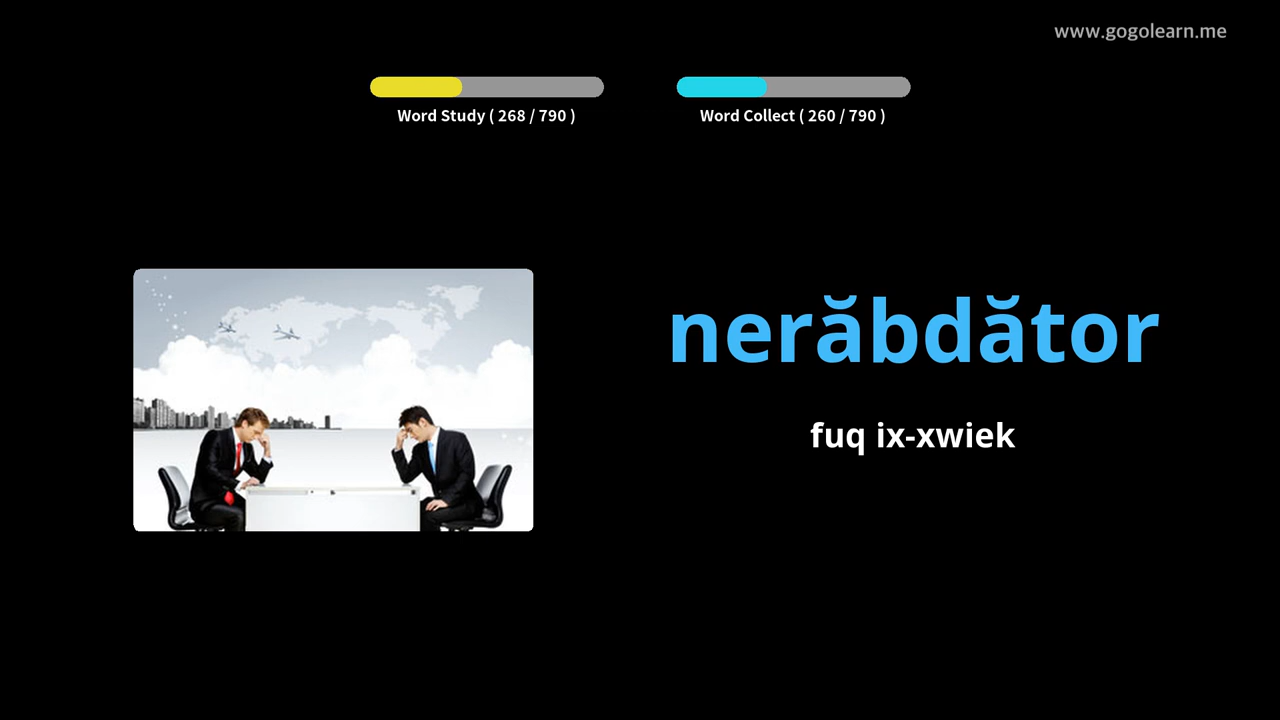 www.gogolearn.me
Word Study ( 268 / 790 )
Word Collect ( 260 / 790 )
nerăbdător
fuq ix-xwiek